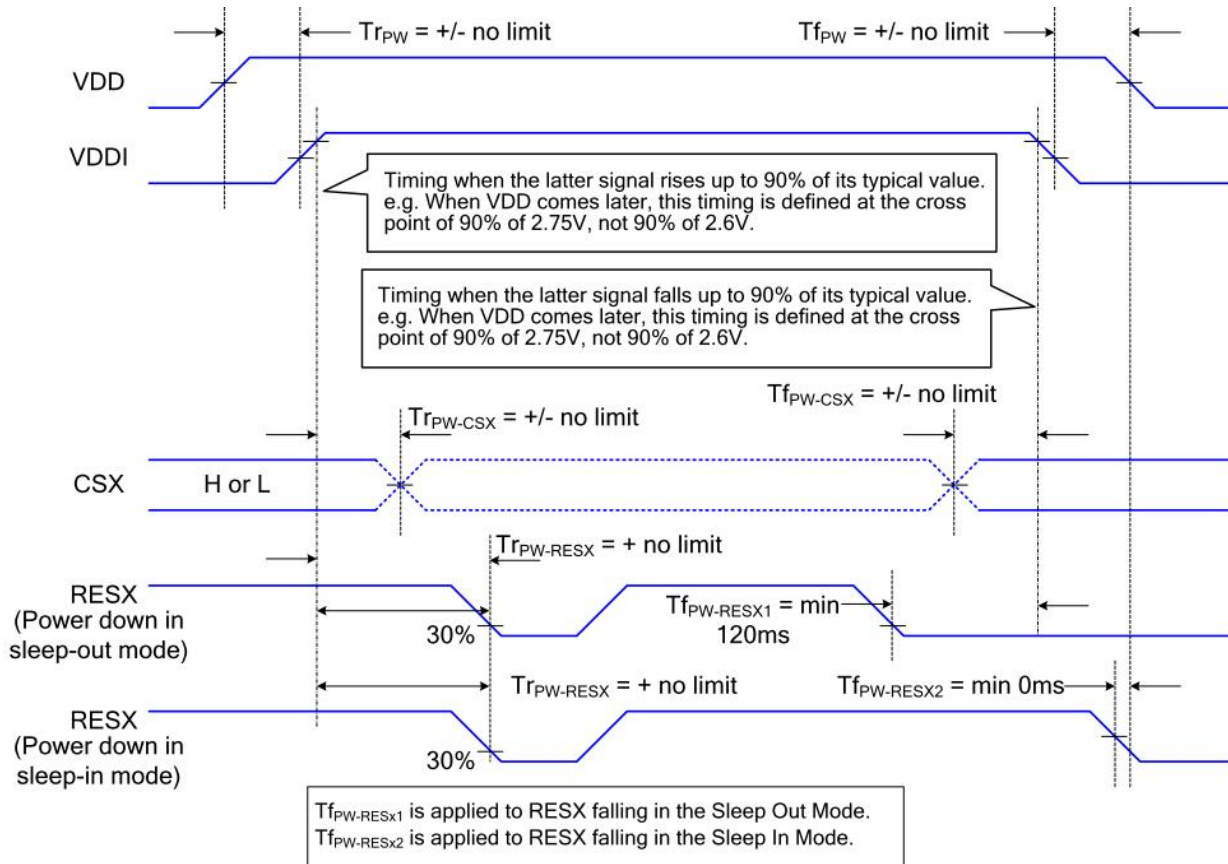 TrPW = +/- no limit
TfPW = +/- no limit
VDD
VDDI
Timing when the latter signal rises up to 90% of its typical value.
e.g. When VDD comes later, this timing is defined at the cross
point of 90% of 2.75V, not 90% of 2.6V.
Timing when the latter signal falls up to 90% of its typical value.
e.g. When VDD comes later, this timing is defined at the cross
point of 90% of 2.75V, not 90% of 2.6V.
TrPW-CSX = +/- no limit
TfPW-CSX = +/- no limit
CSX
H or L
TrPW-RESX = + no limit
RESX
(Power down in
sleep-out mode)
30%
TfPW-RESX1 = min
120ms
TrPW-RESX = + no limit
TfPW-RESX2 = min 0ms
RESX
(Power down in
sleep-in mode)
30%
TfPW-RESx1 is applied to RESX falling in the Sleep Out Mode.
TfPW-RESx2 is applied to RESX falling in the Sleep In Mode.